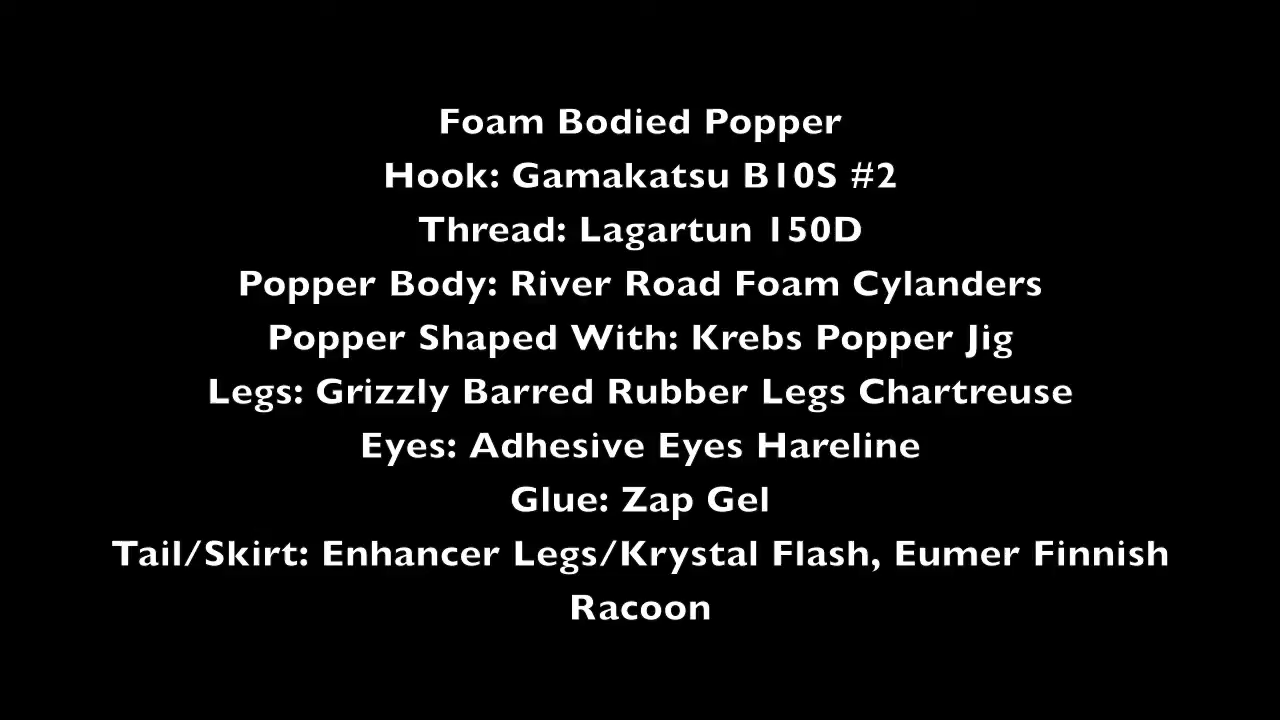 Foam Bodied Popper
Hook: Gamakatsu B10S #2
Thread: Lagartun 150D
Popper Body: River Road Foam Cylanders
Popper Shaped With: Krebs Popper Jig
Legs: Grizzly Barred Rubber Legs Chartreuse
Eyes: Adhesive Eyes Hareline
Glue: Zap Gel
Tail/Skirt: Enhancer Legs/Krystal Flash, Eumer Finnish
Racoon